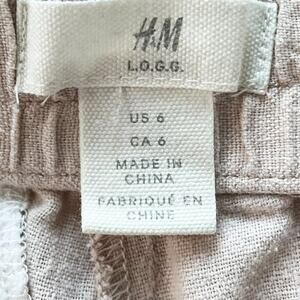 H&M
L.O.G.G.
US 6
CA 6
MADE IN
CHINA
FABRIQUÉ EN
CHINE